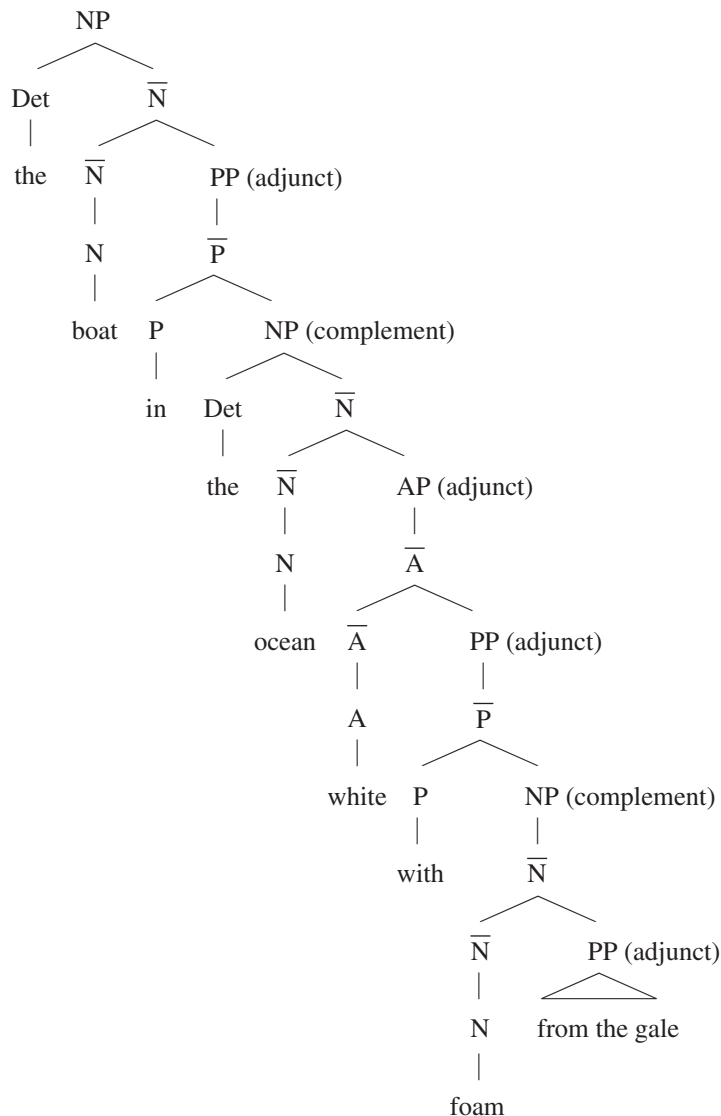 NP
Det N̅
the N̅ PP (adjunct)
N P̅
boat P NP (complement)
in Det N̅
the N̅ AP (adjunct)
N A̅
ocean A̅ PP (adjunct)
A P̅
white P NP (complement)
with N̅
N̅ PP (adjunct)
N from the gale
foam